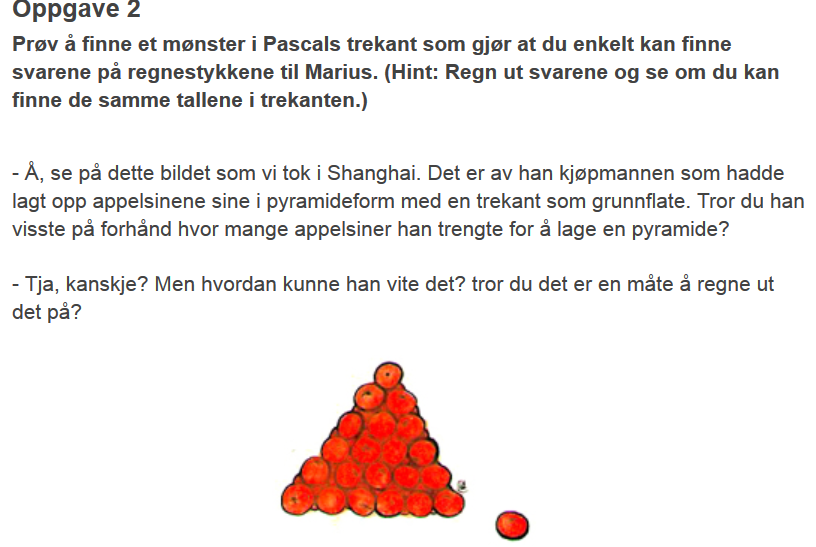 Oppgave 2
Prøv å finne et mønster i Pascals trekant som gjør at du enkelt kan finne
svarene på regnestykkene til Marius. (Hint: Regn ut svarene og se om du kan
finne de samme tallene i trekanten.)
- Å, se på dette bildet som vi tok i Shanghai. Det er av han kjøpmannen som hadde
lagt opp appelsinene sine i pyramideform med en trekant som grunnflate. Tror du han
visste på forhånd hvor mange appelsiner han trengte for å lage en pyramide?
- Tja, kanskje? Men hvordan kunne han vite det? tror du det er en måte å regne ut
det på?